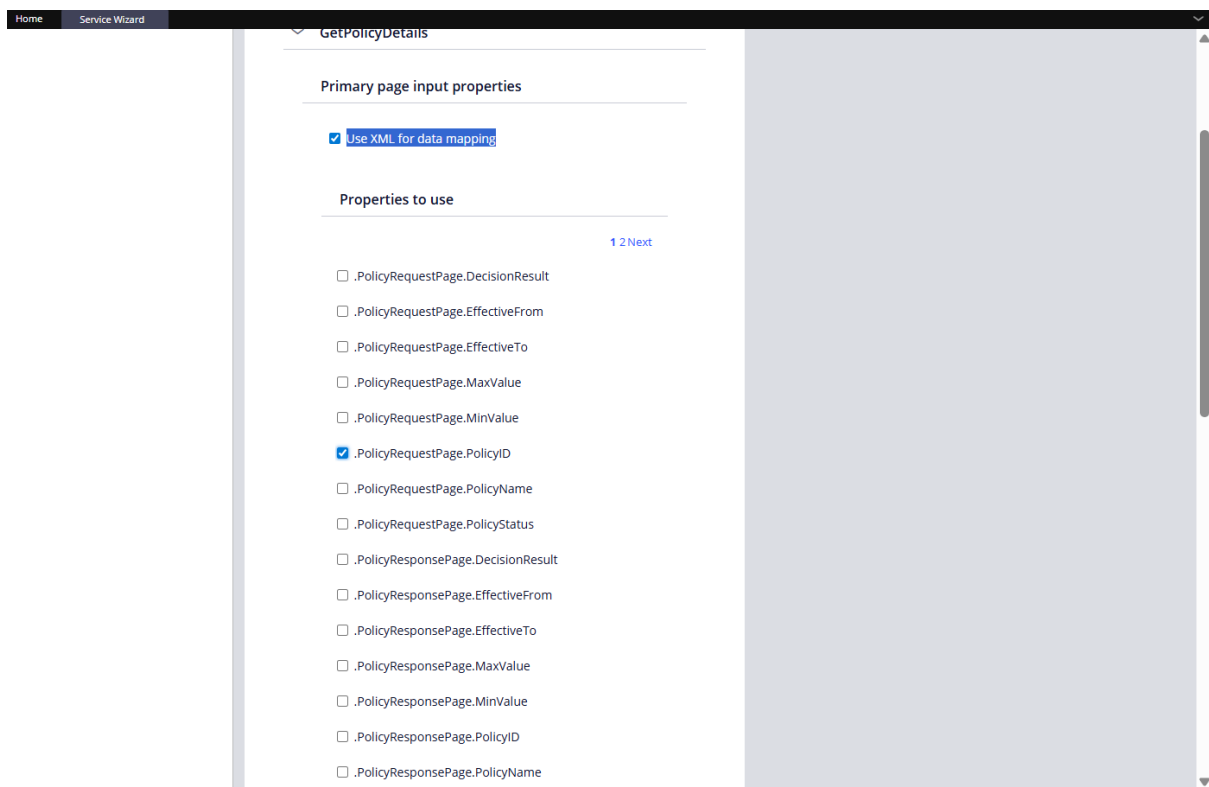 Home Service Wizard
GetPolicyDetails
Primary page input properties
Use XML for data mapping
Properties to use
1 2 Next
.PolicyRequestPage.DecisionResult
.PolicyRequestPage.EffectiveFrom
.PolicyRequestPage.EffectiveTo
.PolicyRequestPage.MaxValue
.PolicyRequestPage.MinValue
.PolicyRequestPage.PolicyID
.PolicyRequestPage.PolicyName
.PolicyRequestPage.PolicyStatus
.PolicyResponsePage.DecisionResult
.PolicyResponsePage.EffectiveFrom
.PolicyResponsePage.EffectiveTo
.PolicyResponsePage.MaxValue
.PolicyResponsePage.MinValue
.PolicyResponsePage.PolicyID
.PolicyResponsePage.PolicyName